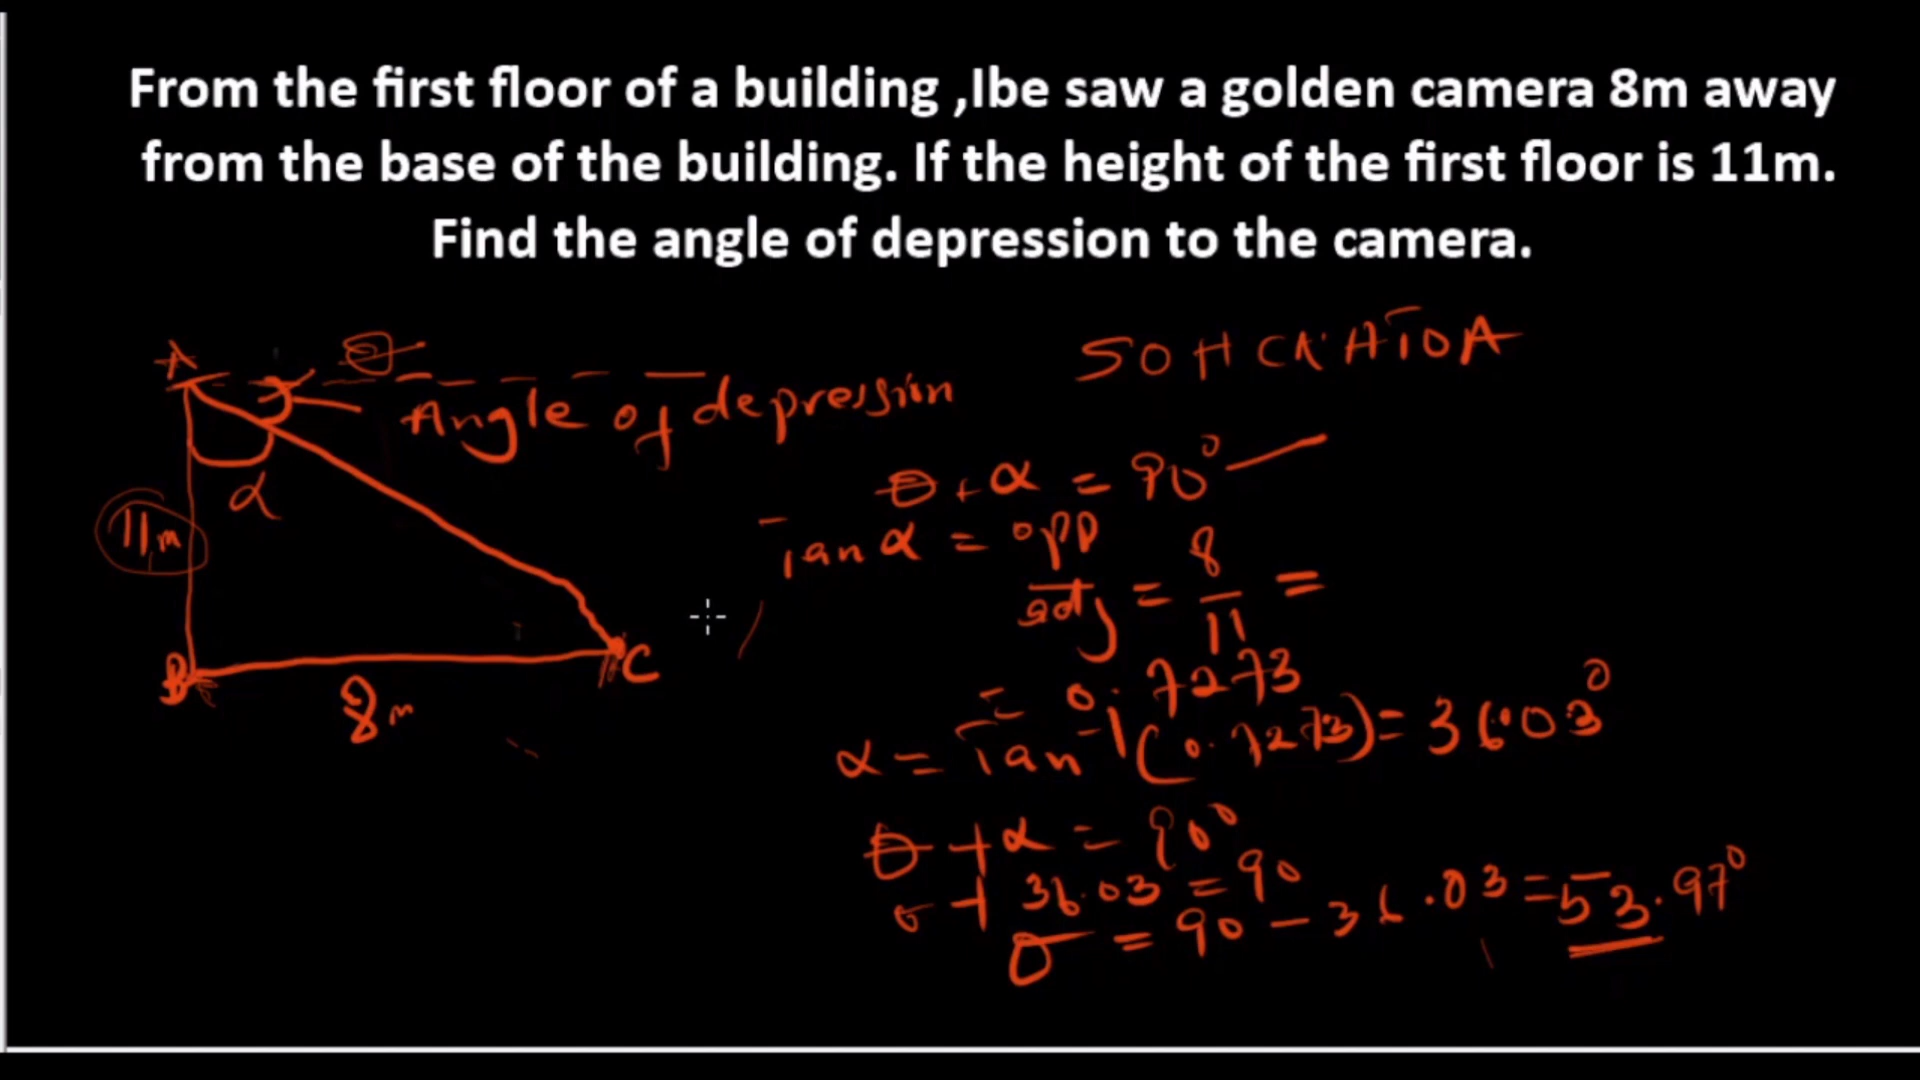 From the first floor of a building ,Ibe saw a golden camera 8m away
from the base of the building. If the height of the first floor is 11m.
Find the angle of depression to the camera.
SOHCAHTOA
A θ
Angle of depression
α
θ + α = 90°
11m
Tan α = opp
adj = 8
11 =
= 0.7273
B C
8m
α = Tan⁻¹(0.7273) = 36.03°
θ + α = 90°
θ + 36.03 = 90
θ = 90 - 36.03 = 53.97°